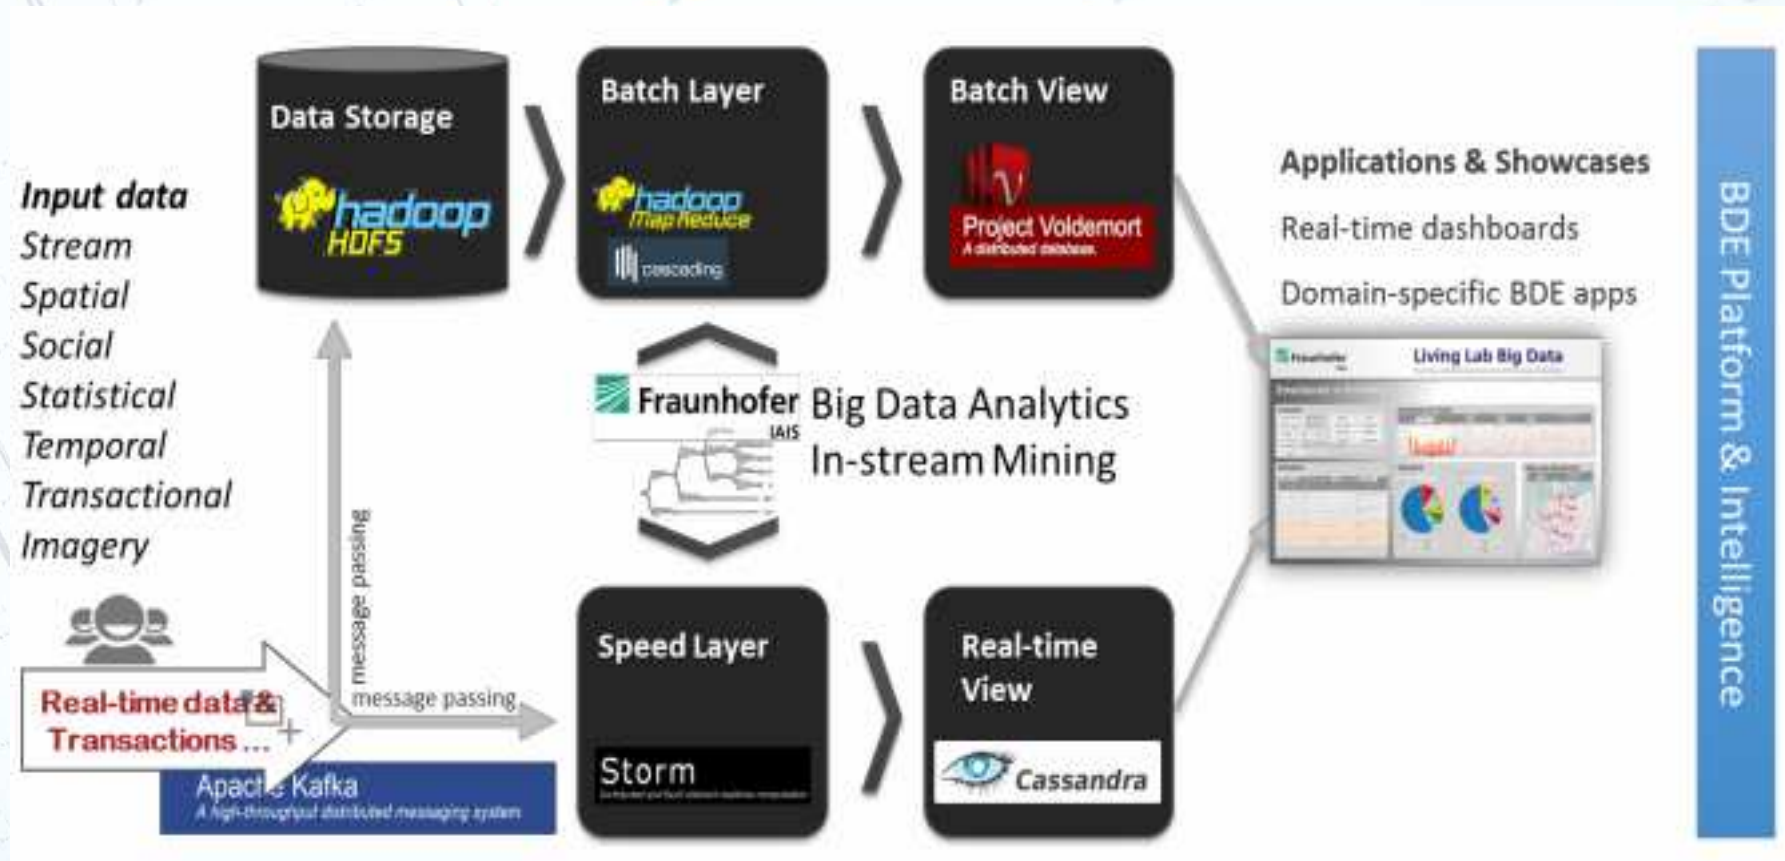 Input data
Stream
Spatial
Social
Statistical
Temporal
Transactional
Imagery
Real-time data &
Transactions ...
Apache Kafka
A high-throughput distributed messaging system
message passing
message passing
Data Storage
hadoop
HDFS
Batch Layer
hadoop
Map Reduce
cascading
Batch View
Project Voldemort
A distributed database.
Fraunhofer
IAIS
Big Data Analytics
In-stream Mining
Speed Layer
Storm
Real-time
View
Cassandra
Applications & Showcases
Real-time dashboards
Domain-specific BDE apps
Fraunhofer
Living Lab Big Data
BDE Platform & Intelligence